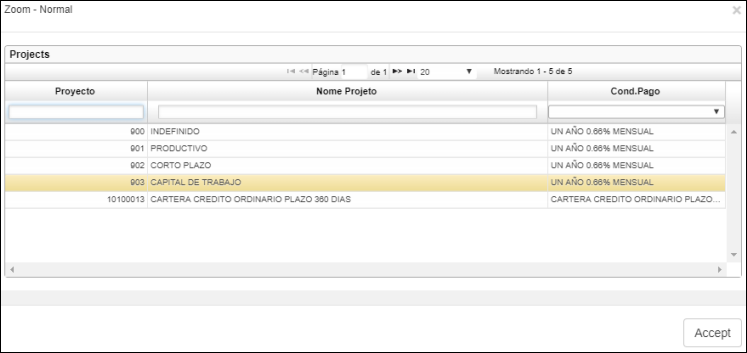 Zoom - Normal
Projects
Página 1 de 1 20 Mostrando 1 - 5 de 5
Proyecto Nome Projeto Cond.Pago
900 INDEFINIDO UN AÑO 0.66% MENSUAL
901 PRODUCTIVO UN AÑO 0.66% MENSUAL
902 CORTO PLAZO UN AÑO 0.66% MENSUAL
903 CAPITAL DE TRABAJO UN AÑO 0.66% MENSUAL
10100013 CARTERA CREDITO ORDINARIO PLAZO 360 DIAS CARTERA CREDITO ORDINARIO PLAZO...
Accept